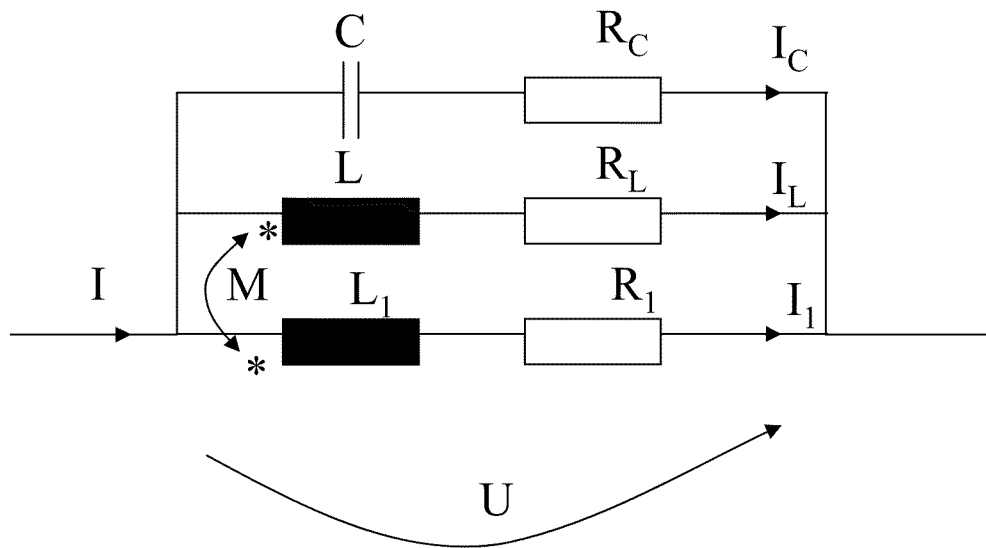 C R_C I_C
L R_L I_L
*
I M L_1 R_1 I_1
*
U